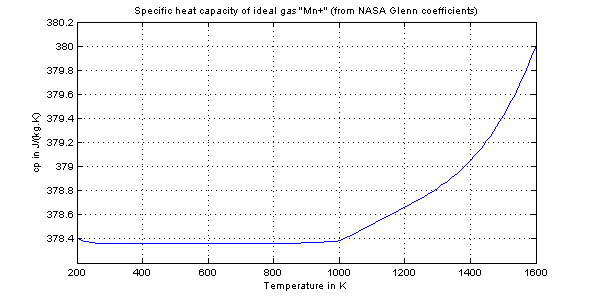 Specific heat capacity of ideal gas "Mn+" (from NASA Glenn coefficients)
380.2
380
379.8
379.6
379.4
379.2
379
378.8
378.6
378.4
cp in J/(kg.K)
200 400 600 800 1000 1200 1400 1600
Temperature in K